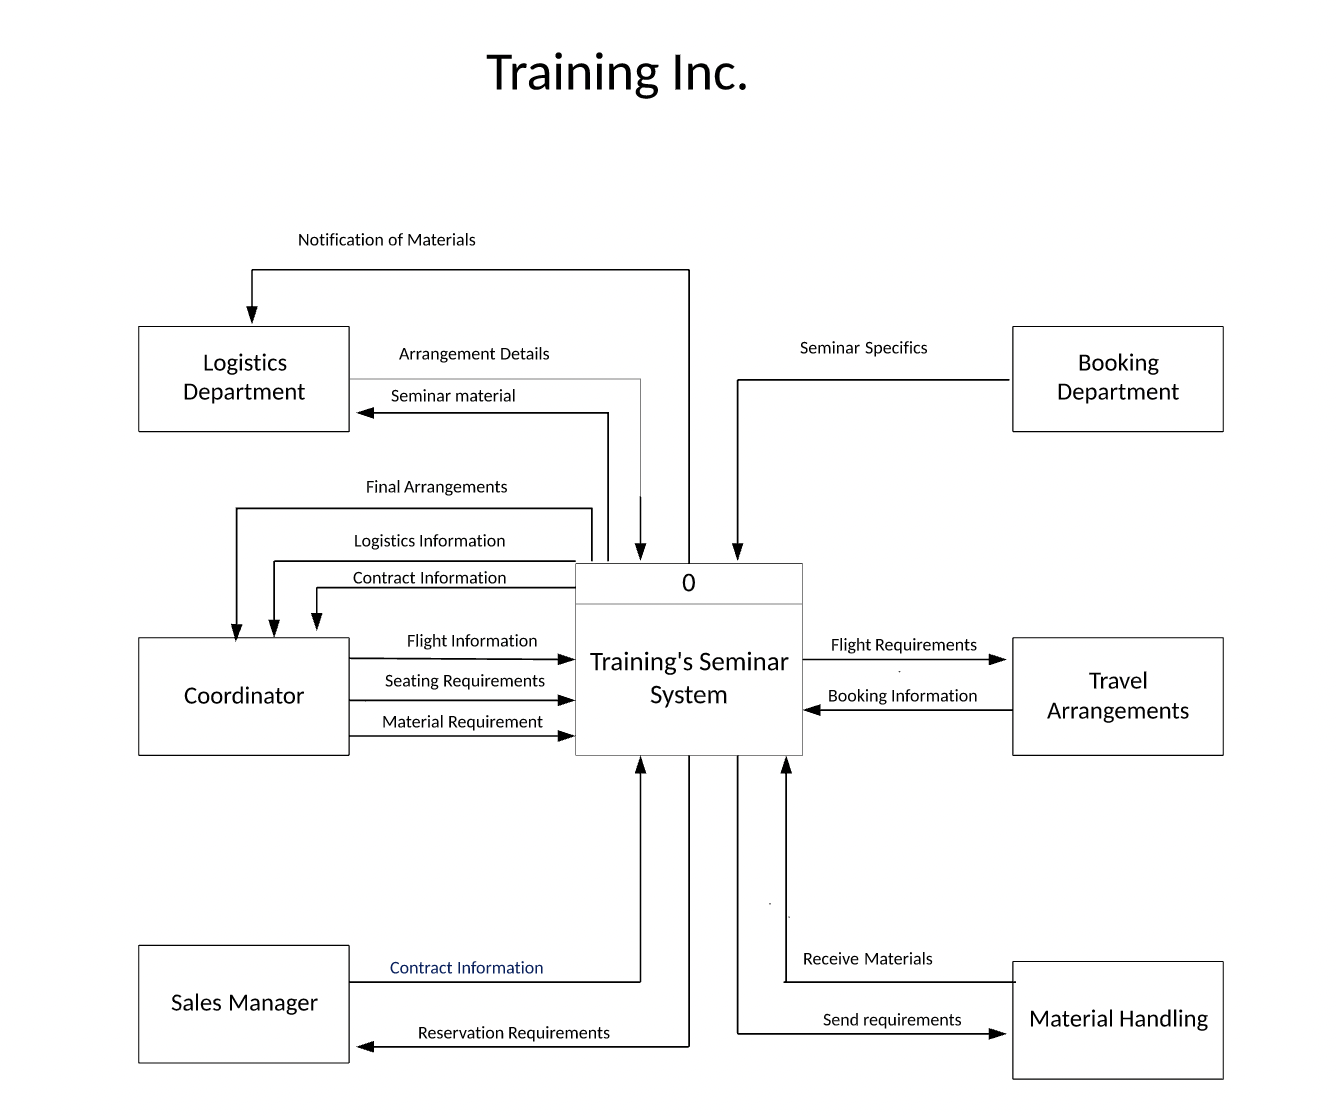 Training Inc.
Notification of Materials
Logistics
Department
Arrangement Details
Seminar material
Seminar Specifics
Booking
Department
Final Arrangements
Logistics Information
Contract Information
0
Training's Seminar
System
Coordinator
Flight Information
Seating Requirements
Material Requirement
Flight Requirements
Booking Information
Travel
Arrangements
Sales Manager
Contract Information
Reservation Requirements
Receive Materials
Send requirements
Material Handling